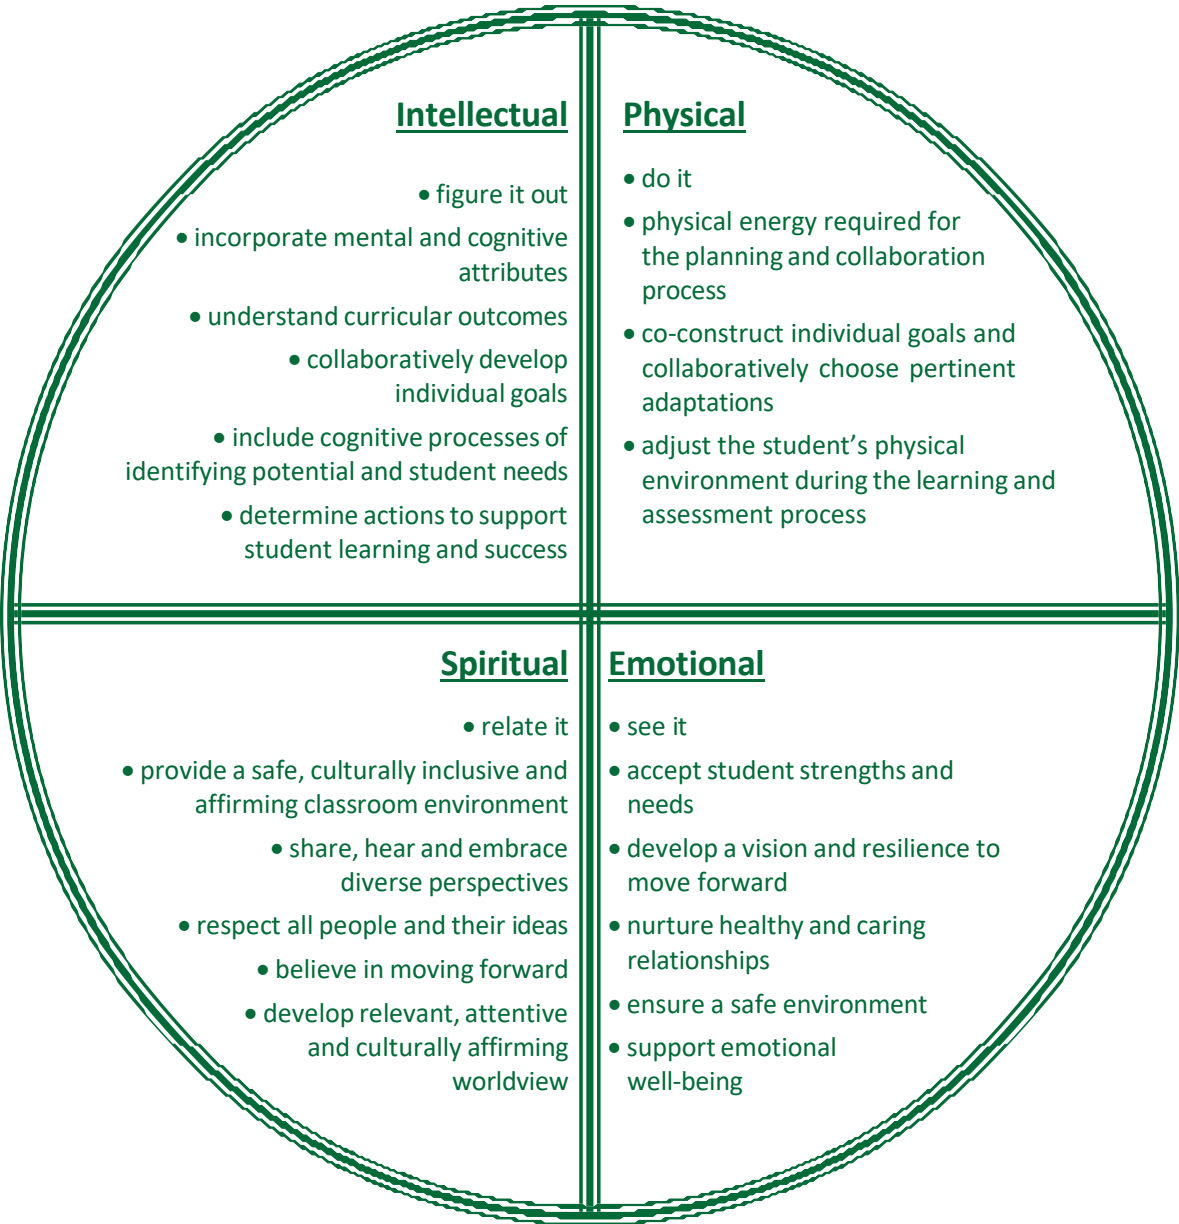 Intellectual
• figure it out
• incorporate mental and cognitive
attributes
• understand curricular outcomes
• collaboratively develop
individual goals
• include cognitive processes of
identifying potential and student needs
• determine actions to support
student learning and success
Physical
• do it
• physical energy required for
the planning and collaboration
process
• co-construct individual goals and
collaboratively choose pertinent
adaptations
• adjust the student’s physical
environment during the learning and
assessment process
Spiritual
• relate it
• provide a safe, culturally inclusive and
affirming classroom environment
• share, hear and embrace
diverse perspectives
• respect all people and their ideas
• believe in moving forward
• develop relevant, attentive
and culturally affirming
worldview
Emotional
• see it
• accept student strengths and
needs
• develop a vision and resilience to
move forward
• nurture healthy and caring
relationships
• ensure a safe environment
• support emotional
well-being